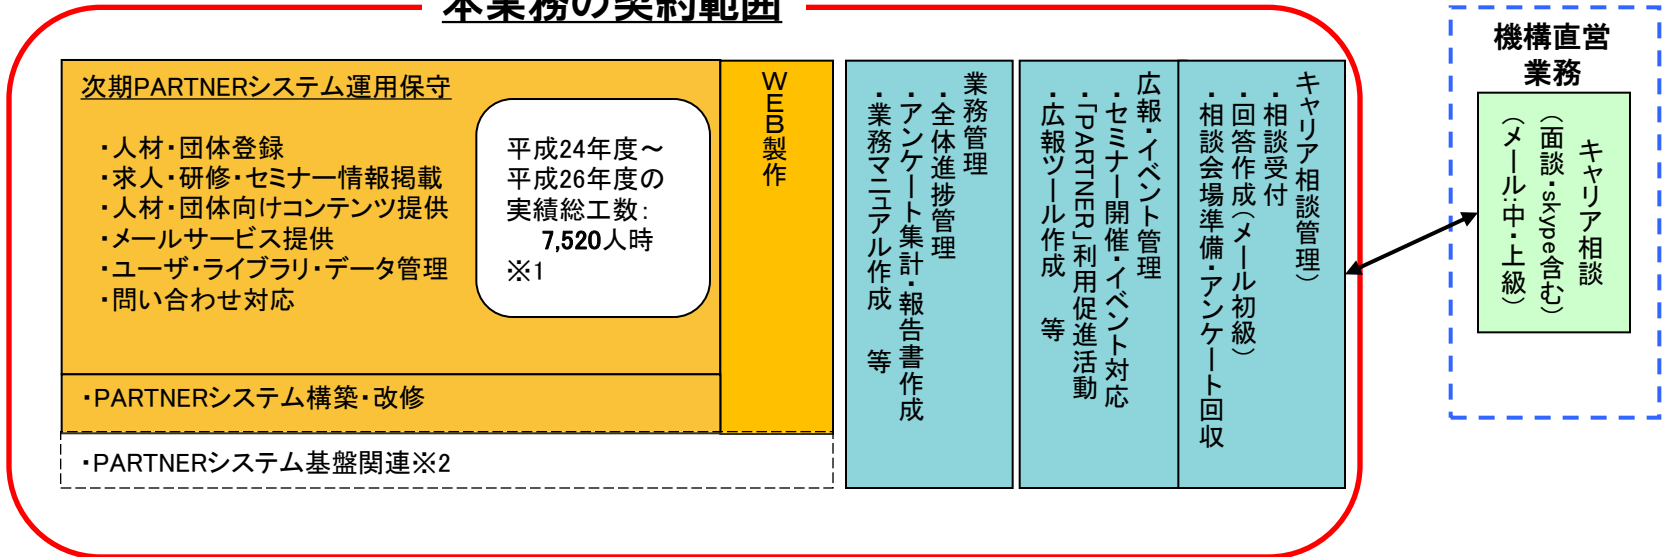 本業務の契約範囲
次期PARTNERシステム運用保守
・人材・団体登録
・求人・研修・セミナー情報掲載
・人材・団体向けコンテンツ提供
・メールサービス提供
・ユーザ・ライブラリ・データ管理
・問い合わせ対応
平成24年度～
平成26年度の
実績総工数：
7,520人時
※1
・PARTNERシステム構築・改修
・PARTNERシステム基盤関連※2
WEB製作
業務管理
・全体進捗管理
・アンケート集計・報告書作成
・業務マニュアル作成　等
広報・イベント管理
・セミナー開催・イベント対応
・「PARTNER」利用促進活動
・広報ツール作成　等
キャリア相談管理）
・相談受付
・回答作成（メール初級）
・相談会場準備・アンケート回収
機構直営
業務
キャリア相談
（面談・skype含む）
（メール：中・上級）